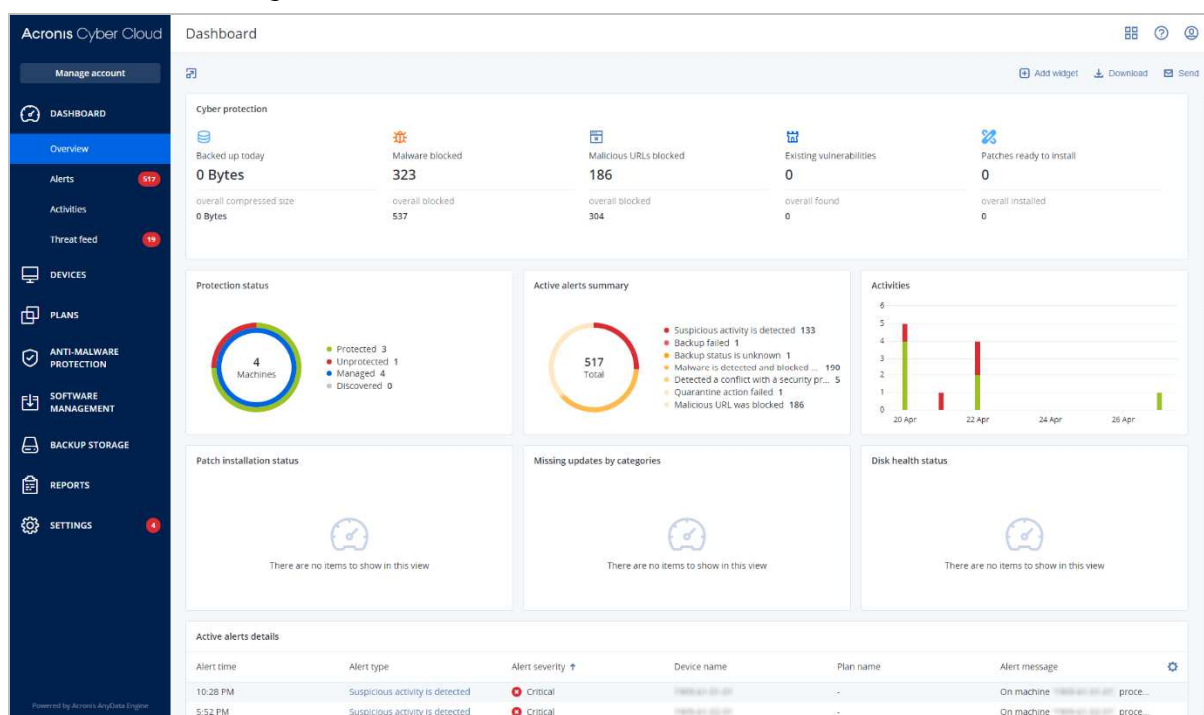 Acronis Cyber Cloud
Dashboard
Manage account
Add widget
Download
Send
DASHBOARD
Overview
Alerts 517
Activities
Threat feed 19
DEVICES
PLANS
ANTI-MALWARE
PROTECTION
SOFTWARE
MANAGEMENT
BACKUP STORAGE
REPORTS
SETTINGS 4
Powered by Acronis AnyData Engine
Cyber protection
Backed up today
0 Bytes
overall compressed size
0 Bytes
Malware blocked
323
overall blocked
537
Malicious URLs blocked
186
overall blocked
304
Existing vulnerabilities
0
overall found
0
Patches ready to install
0
overall installed
0
Protection status
4
Machines
Protected 3
Unprotected 1
Managed 4
Discovered 0
Active alerts summary
517
Total
Suspicious activity is detected 133
Backup failed 1
Backup status is unknown 1
Malware is detected and blocked ... 190
Detected a conflict with a security pr... 5
Quarantine action failed 1
Malicious URL was blocked 186
Activities
6
5
4
3
2
1
0
20 Apr 22 Apr 24 Apr 26 Apr
Patch installation status
There are no items to show in this view
Missing updates by categories
There are no items to show in this view
Disk health status
There are no items to show in this view
Active alerts details
Alert time Alert type Alert severity ↑ Device name Plan name Alert message
10:28 PM Suspicious activity is detected Critical - On machine proce...
5:52 PM Suspicious activity is detected Critical - On machine proce...